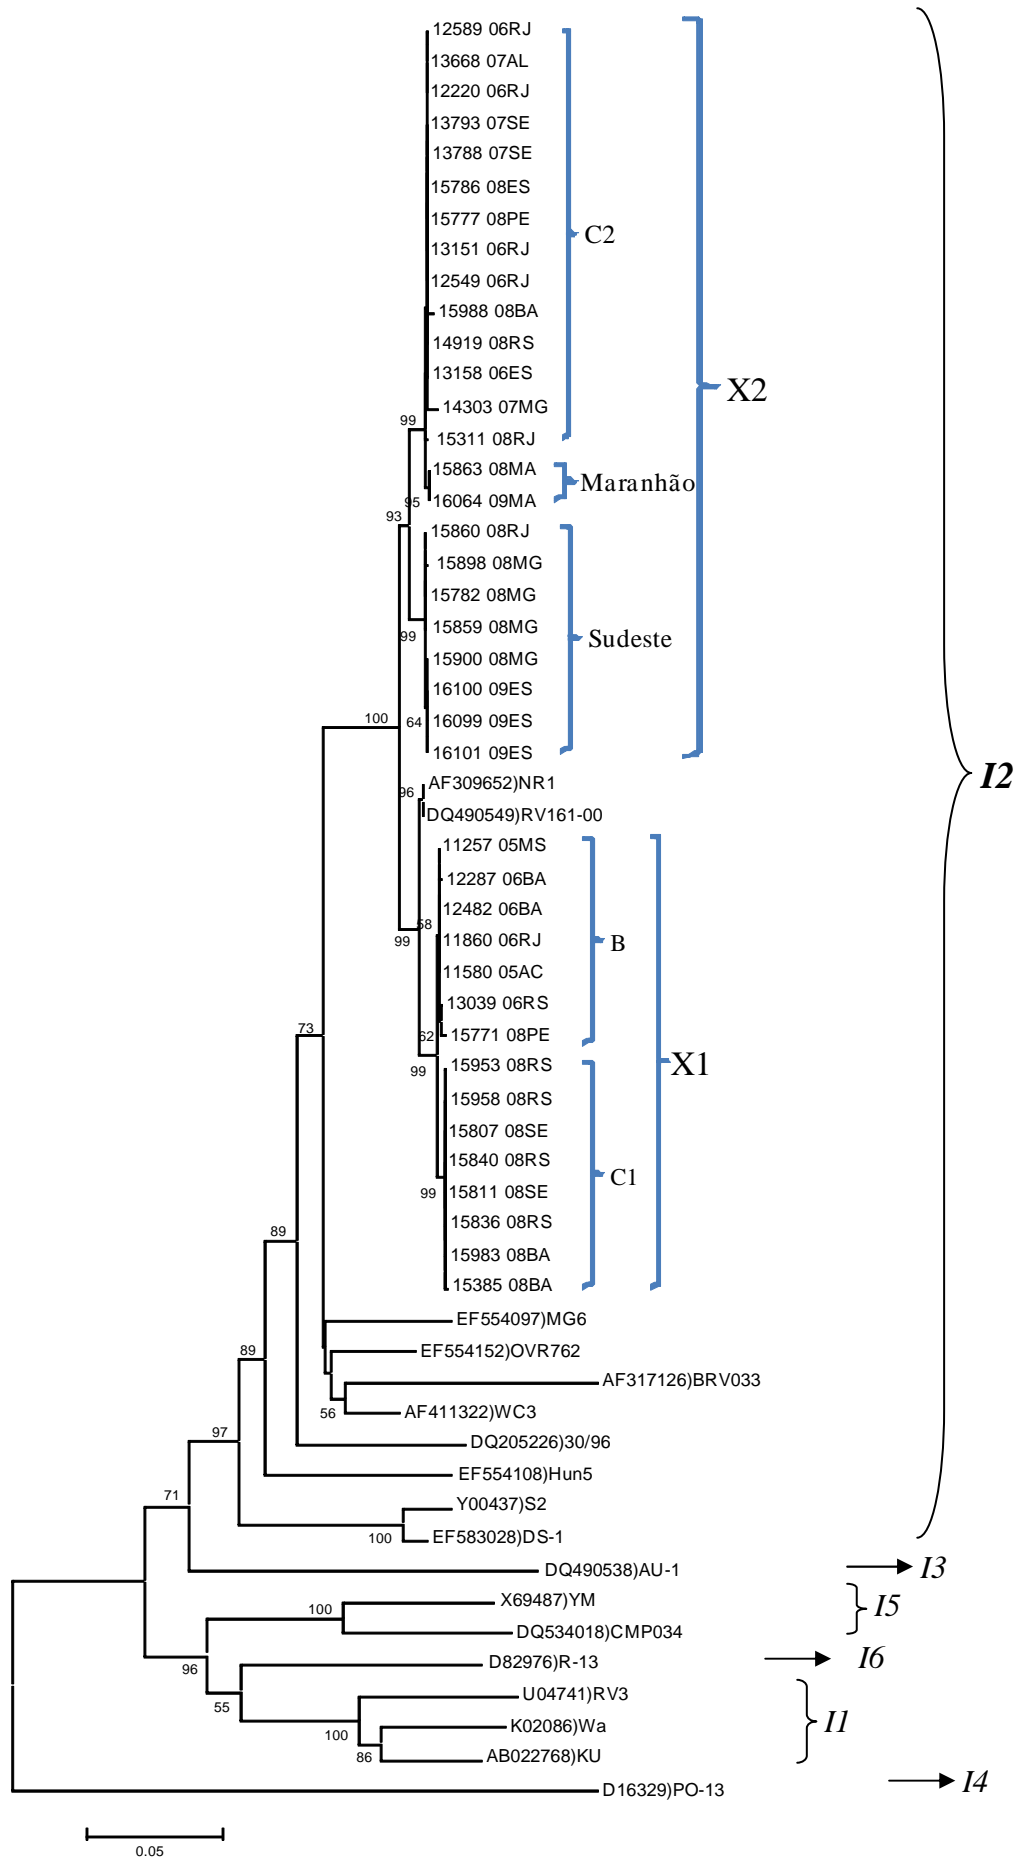 12589 06RJ
13668 07AL
12220 06RJ
13793 07SE
13788 07SE
15786 08ES
15777 08PE
C2
13151 06RJ
12549 06RJ
15988 08BA
14919 08RS
13158 06ES
X2
14303 07MG
99
15311 08RJ
15863 08MA
Maranhão
16064 09MA
95
93
15860 08RJ
15898 08MG
15782 08MG
15859 08MG
99
Sudeste
15900 08MG
16100 09ES
100
64
16099 09ES
16101 09ES
I2
AF309652)NR1
96
DQ490549)RV161-00
11257 05MS
12287 06BA
12482 06BA
58
11860 06RJ
99
B
11580 05AC
13039 06RS
73
62
15771 08PE
15953 08RS
99
X1
15958 08RS
15807 08SE
15840 08RS
C1
99
15811 08SE
15836 08RS
89
15983 08BA
15385 08BA
EF554097)MG6
89
EF554152)OVR762
AF317126)BRV033
56
AF411322)WC3
97
DQ205226)30/96
EF554108)Hun5
71
Y00437)S2
100
EF583028)DS-1
DQ490538)AU-1
I3
X69487)YM
100
I5
DQ534018)CMP034
96
D82976)R-13
I6
55
U04741)RV3
100
K02086)Wa
I1
86
AB022768)KU
D16329)PO-13
I4
0.05